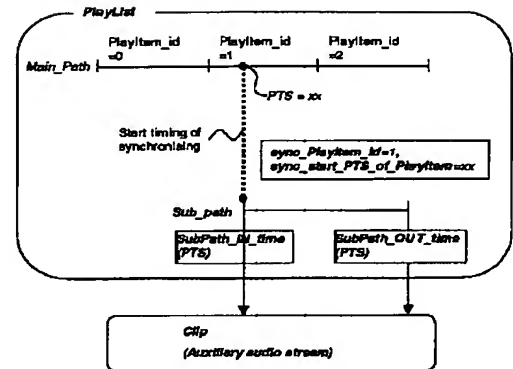 PlayList
PlayItem_id
=0
PlayItem_id
=1
PlayItem_id
=2
Main_Path
PTS = xx
Start timing of
synchronising
sync_PlayItem_id=1,
sync_start_PTS_of_PlayItem=xx
Sub_path
SubPath_IN_time
(PTS)
SubPath_OUT_time
(PTS)
Clip
(Auxiliary audio stream)